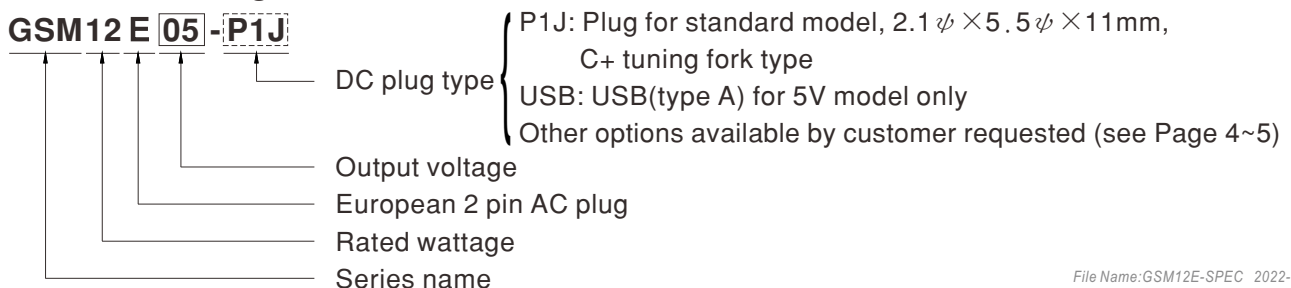 GSM12E05-P1J
P1J: Plug for standard model, 2.1ψ×5.5ψ×11mm,
C+ tuning fork type
DC plug type
USB: USB(type A) for 5V model only
Other options available by customer requested (see Page 4~5)
Output voltage
European 2 pin AC plug
Rated wattage
Series name
File Name:GSM12E-SPEC 2022-